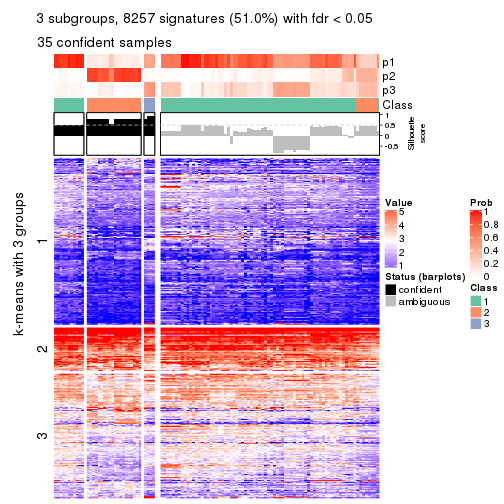 3 subgroups, 8257 signatures (51.0%) with fdr < 0.05
35 confident samples
p1
p2
p3
Class
1
0.5
0
-0.5
Silhouette
score
k-means with 3 groups
1
2
3
Value
5
4
3
2
1
Status (barplots)
confident
ambiguous
Prob
1
0.8
0.6
0.4
0.2
0
Class
1
2
3